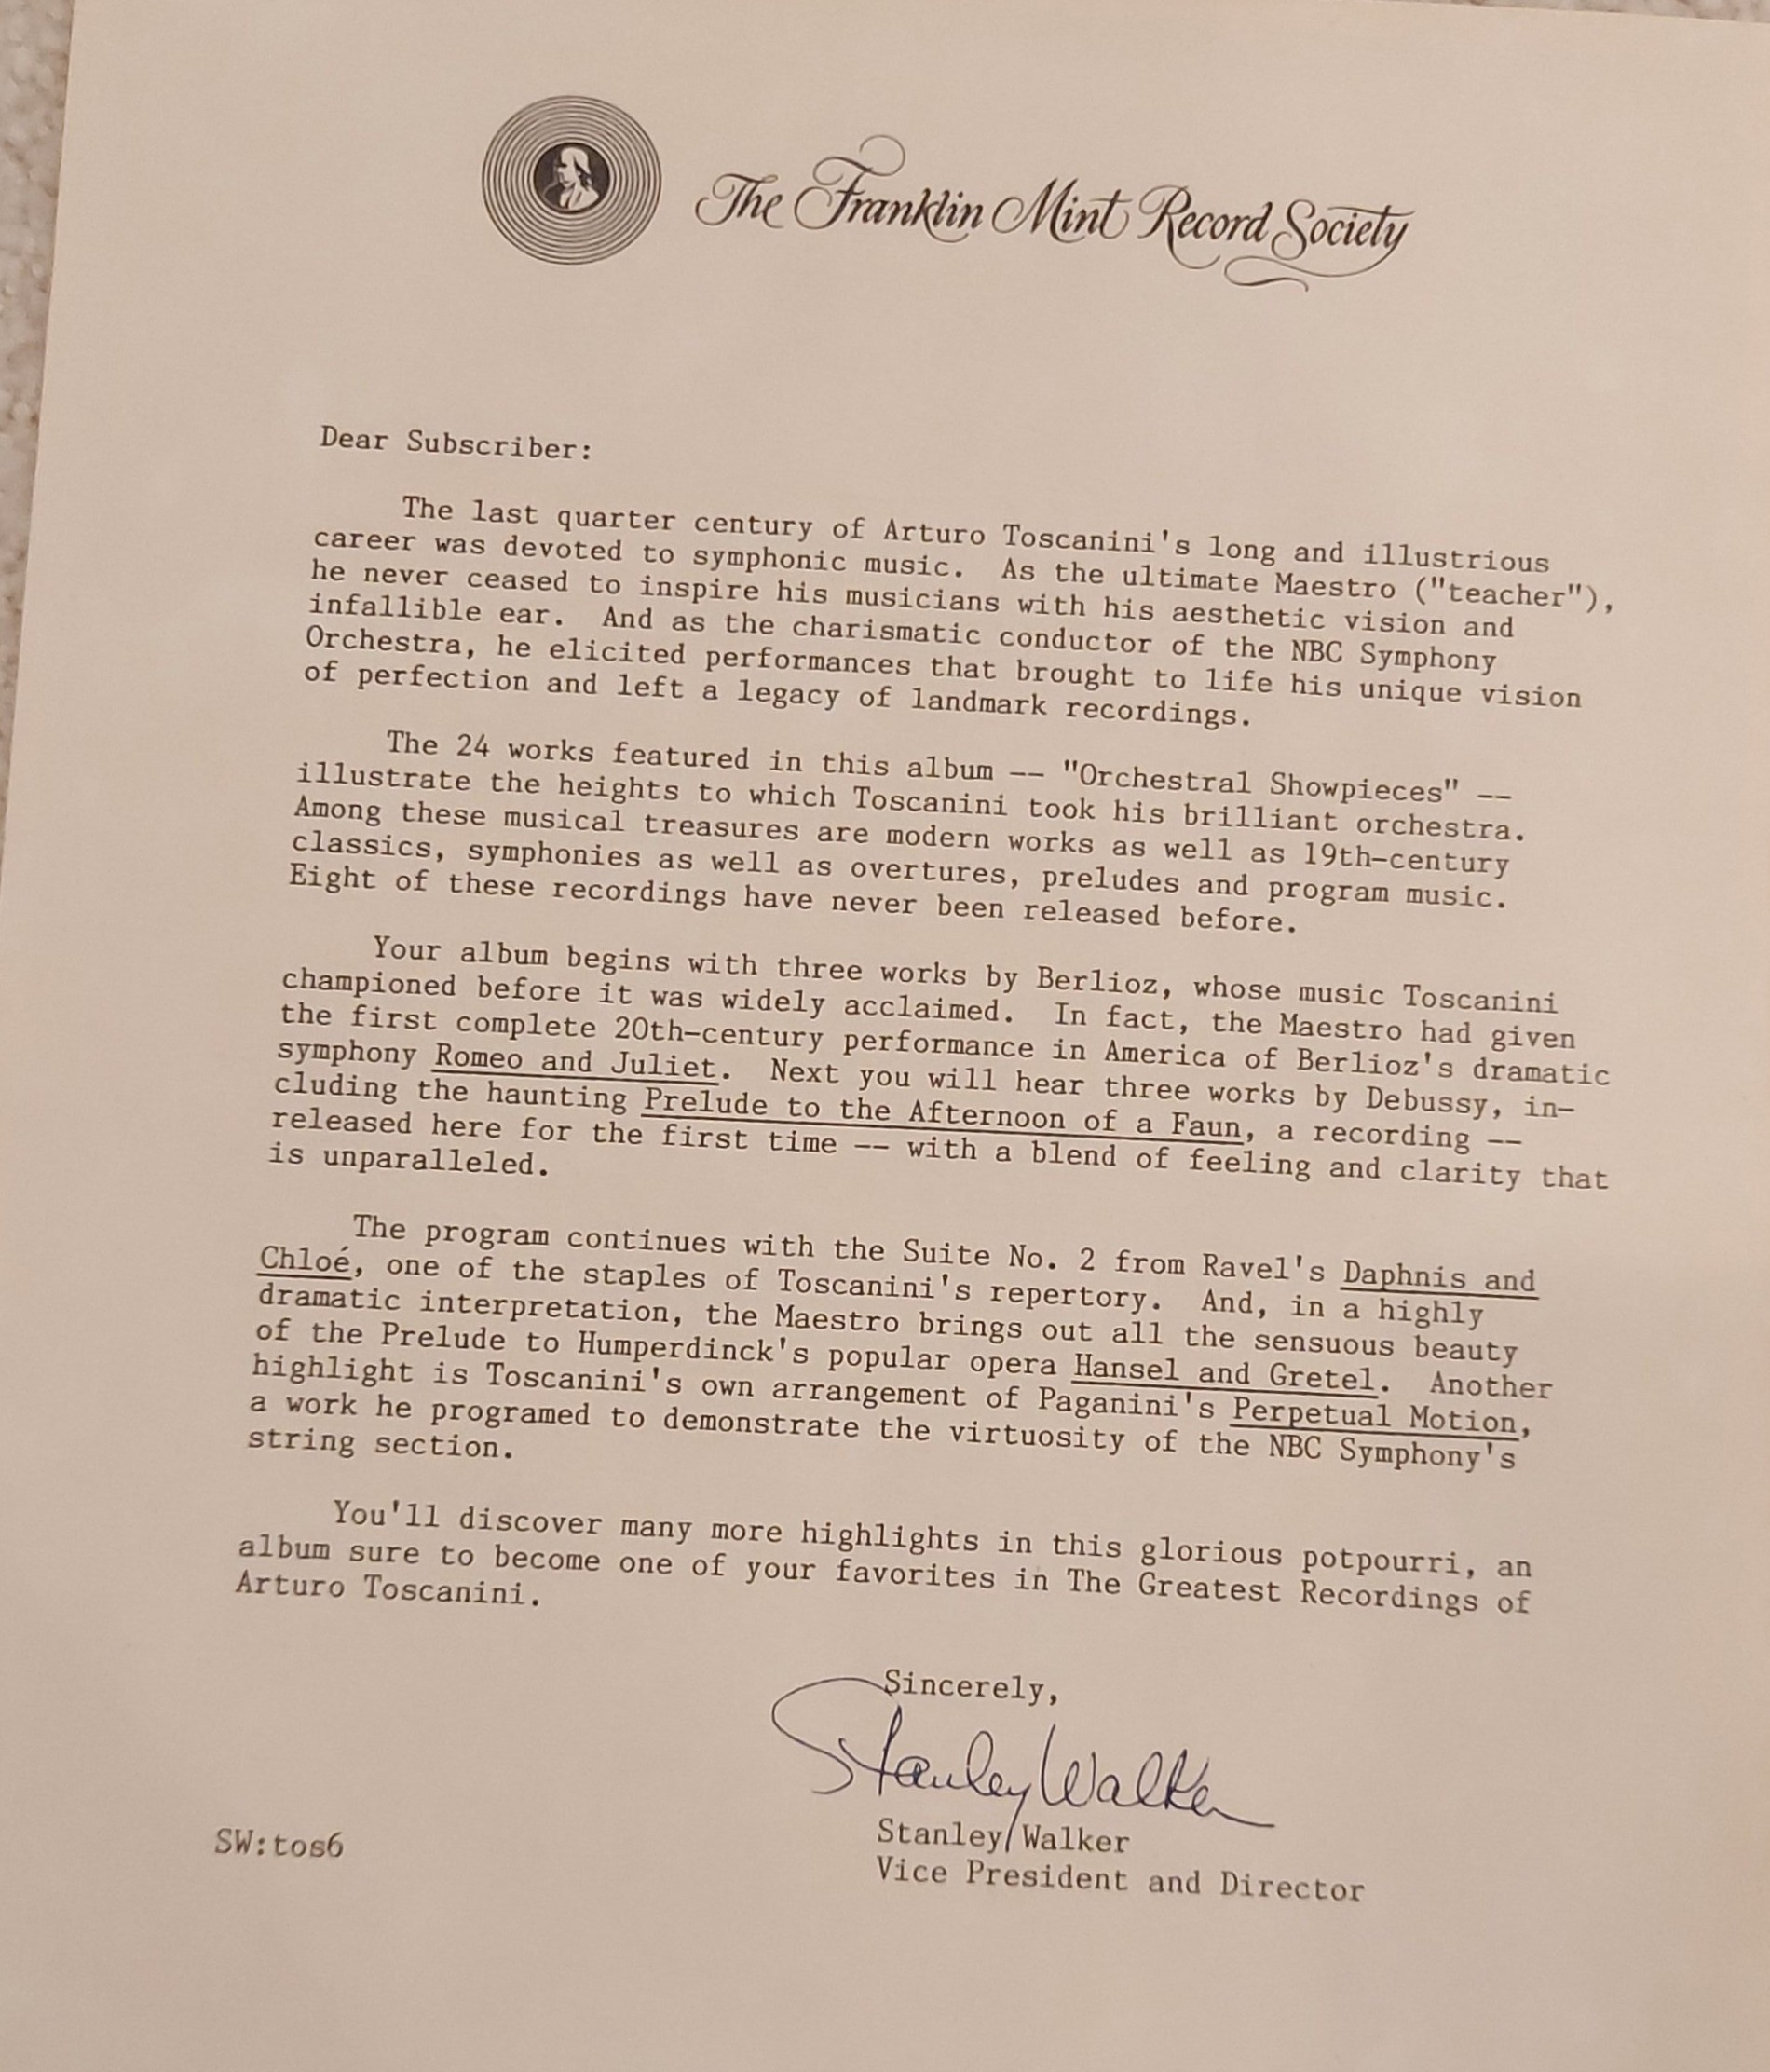 The Franklin Mint Record Society
Dear Subscriber:
The last quarter century of Arturo Toscanini's long and illustrious
career was devoted to symphonic music. As the ultimate Maestro ("teacher"),
he never ceased to inspire his musicians with his aesthetic vision and
infallible ear. And as the charismatic conductor of the NBC Symphony
Orchestra, he elicited performances that brought to life his unique vision
of perfection and left a legacy of landmark recordings.
The 24 works featured in this album -- "Orchestral Showpieces" --
illustrate the heights to which Toscanini took his brilliant orchestra.
Among these musical treasures are modern works as well as 19th-century
classics, symphonies as well as overtures, preludes and program music.
Eight of these recordings have never been released before.
Your album begins with three works by Berlioz, whose music Toscanini
championed before it was widely acclaimed. In fact, the Maestro had given
the first complete 20th-century performance in America of Berlioz's dramatic
symphony Romeo and Juliet. Next you will hear three works by Debussy, in-
cluding the haunting Prelude to the Afternoon of a Faun, a recording --
released here for the first time -- with a blend of feeling and clarity that
is unparalleled.
The program continues with the Suite No. 2 from Ravel's Daphnis and
Chloé, one of the staples of Toscanini's repertory. And, in a highly
dramatic interpretation, the Maestro brings out all the sensuous beauty
of the Prelude to Humperdinck's popular opera Hansel and Gretel. Another
highlight is Toscanini's own arrangement of Paganini's Perpetual Motion,
a work he programed to demonstrate the virtuosity of the NBC Symphony's
string section.
You'll discover many more highlights in this glorious potpourri, an
album sure to become one of your favorites in The Greatest Recordings of
Arturo Toscanini.
Sincerely,
Stanley Walker
Stanley Walker
Vice President and Director
SW:tos6